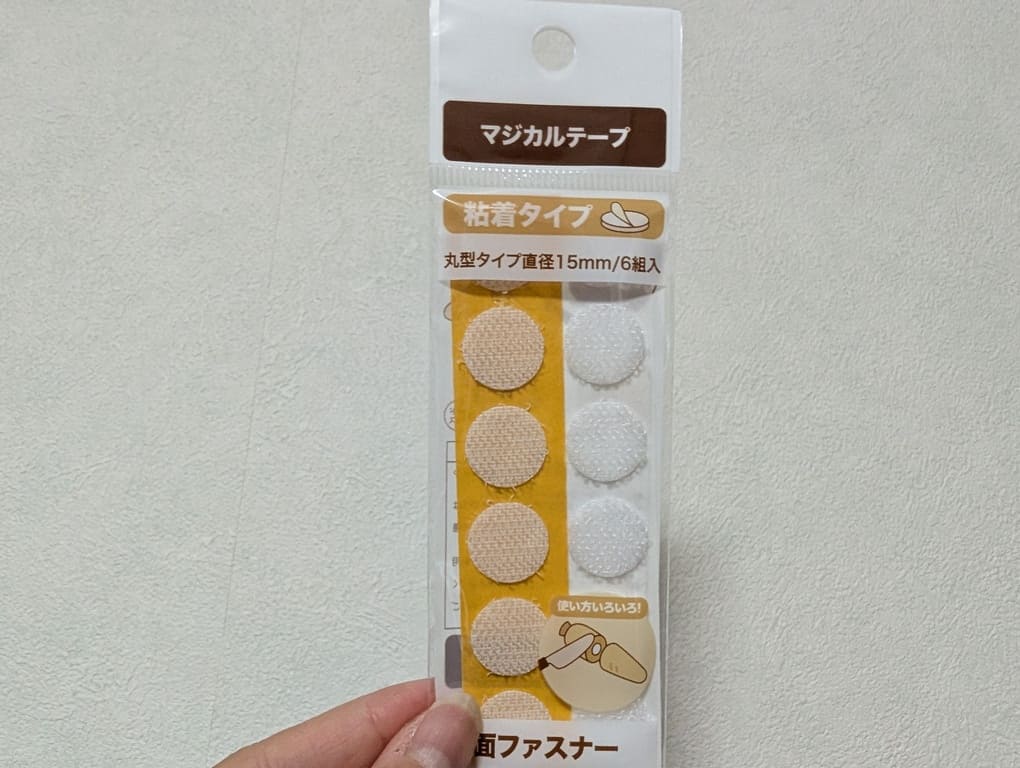 マジカルテープ
粘着タイプ
丸型タイプ直径15mm/6組入
使い方いろいろ!
面ファスナー